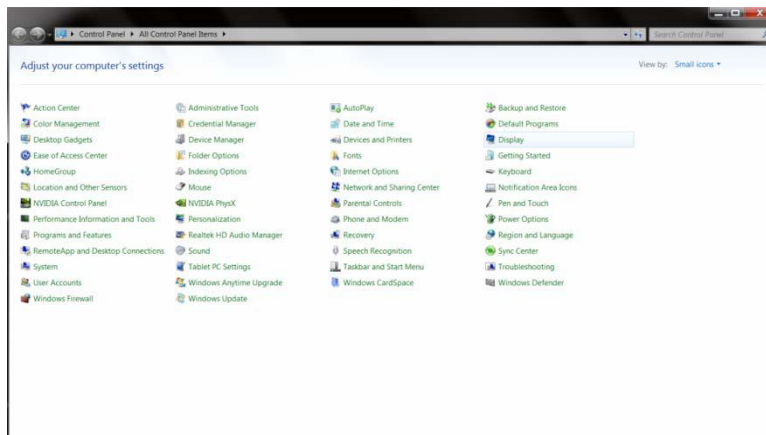 Control Panel All Control Panel Items Search Control Panel
Adjust your computer's settings View by: Small icons
Action Center Administrative Tools AutoPlay Backup and Restore
Color Management Credential Manager Date and Time Default Programs
Desktop Gadgets Device Manager Devices and Printers Display
Ease of Access Center Folder Options Fonts Getting Started
HomeGroup Indexing Options Internet Options Keyboard
Location and Other Sensors Mouse Network and Sharing Center Notification Area Icons
NVIDIA Control Panel NVIDIA PhysX Parental Controls Pen and Touch
Performance Information and Tools Personalization Phone and Modem Power Options
Programs and Features Realtek HD Audio Manager Recovery Region and Language
RemoteApp and Desktop Connections Sound Speech Recognition Sync Center
System Tablet PC Settings Taskbar and Start Menu Troubleshooting
User Accounts Windows Anytime Upgrade Windows CardSpace Windows Defender
Windows Firewall Windows Update